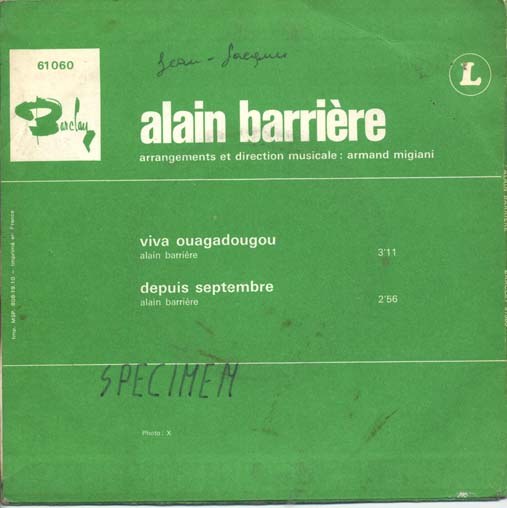 61060
Jean-Jacques
L
Barclay
alain barrière
arrangements et direction musicale : armand migiani
viva ouagadougou
alain barrière
3'11
depuis septembre
alain barrière
2'56
SPECIMEN
Photo : X